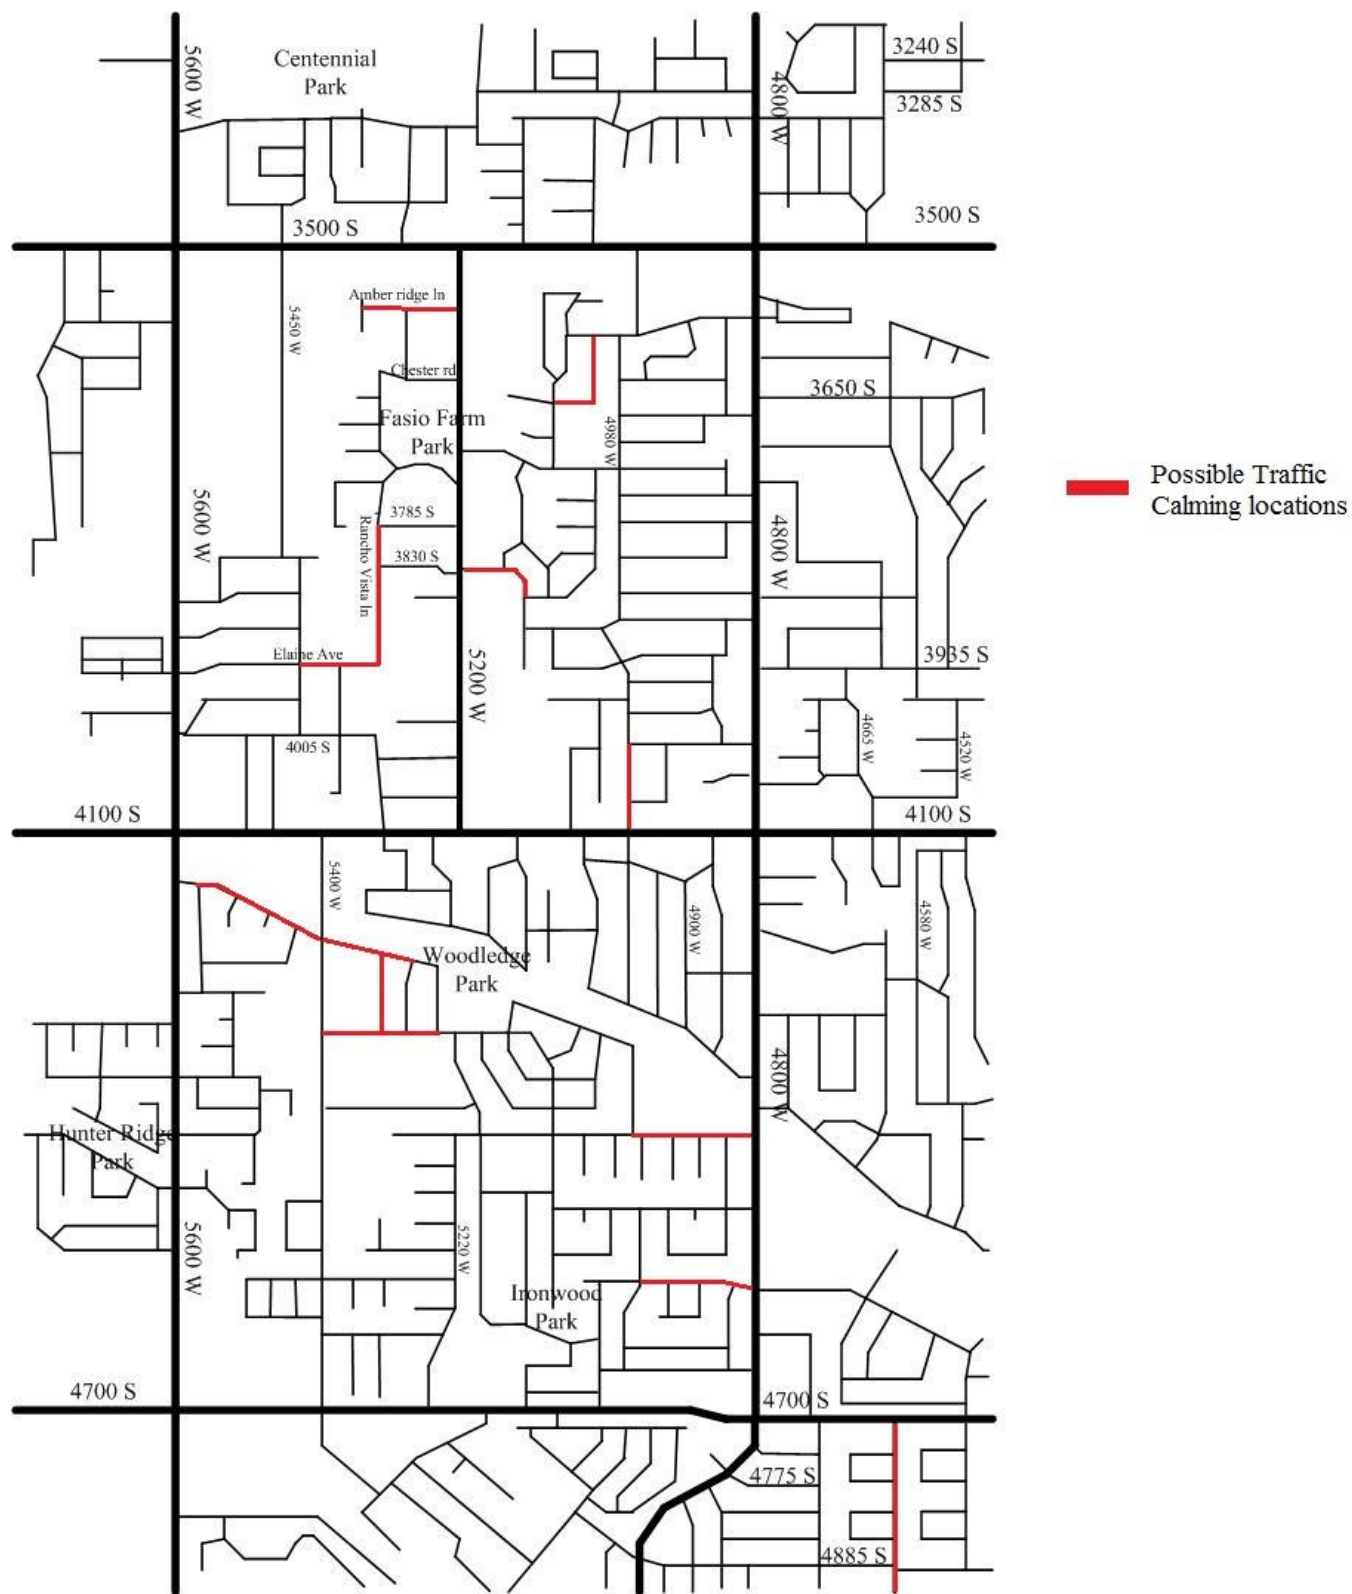 Centennial
Park
5600 W
4800 W
3240 S
3285 S
3500 S
3500 S
Amber ridge ln
5450 W
Chester rd
3650 S
Fasio Farm
Park
4980 W
Possible Traffic
Calming locations
5600 W
3785 S
Rancho Vista ln
3830 S
4800 W
Elaine Ave
5200 W
3935 S
4005 S
4665 W
4520 W
4100 S
4100 S
5400 W
4900 W
4580 W
Woodledge
Park
4800 W
Hunter Ridge
Park
5600 W
5220 W
Ironwood
Park
4700 S
4700 S
4775 S
4885 S